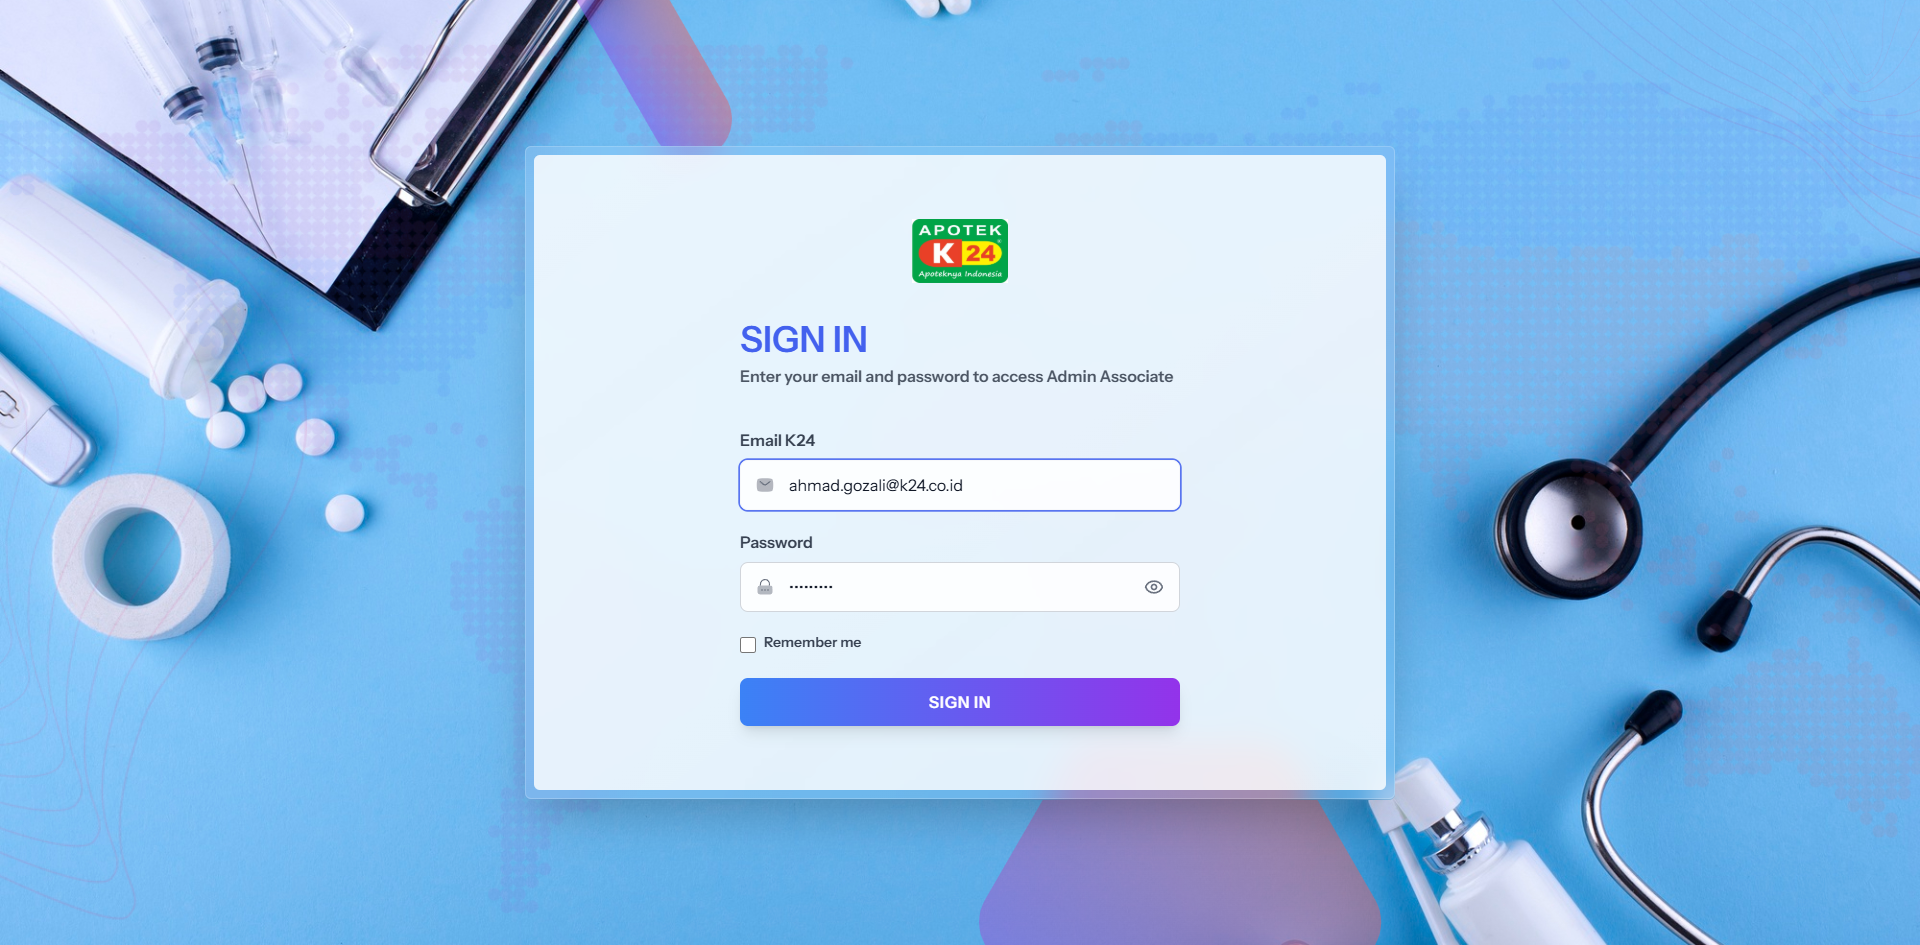 APOTEK
K 24
Apoteknya Indonesia
SIGN IN
Enter your email and password to access Admin Associate
Email K24
ahmad.gozali@k24.co.id
Password
•••••••••
Remember me
SIGN IN